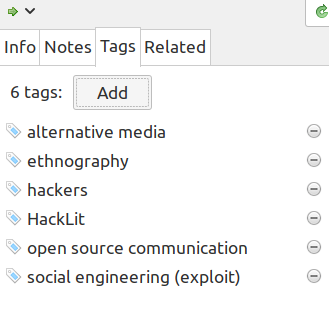 Info Notes Tags Related
6 tags: Add
alternative media
ethnography
hackers
HackLit
open source communication
social engineering (exploit)